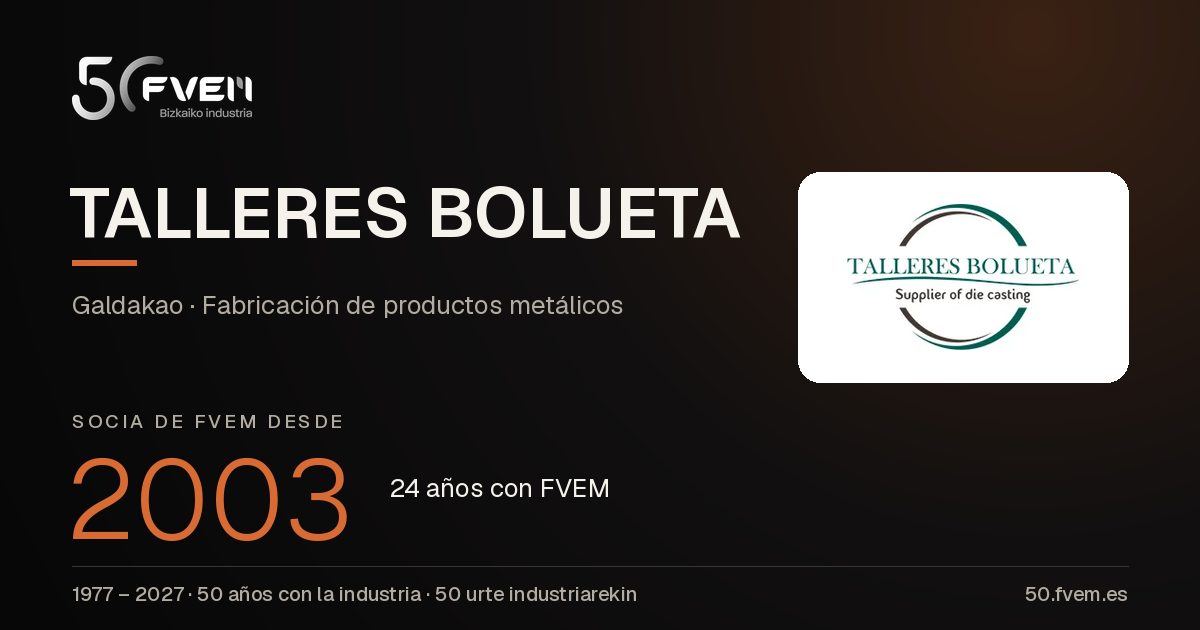 50 FVEM
Bizkaiko industria
TALLERES BOLUETA
Galdakao · Fabricación de productos metálicos
TALLERES BOLUETA
Supplier of die casting
SOCIA DE FVEM DESDE
2003
24 años con FVEM
1977 – 2027 · 50 años con la industria · 50 urte industriarekin
50.fvem.es